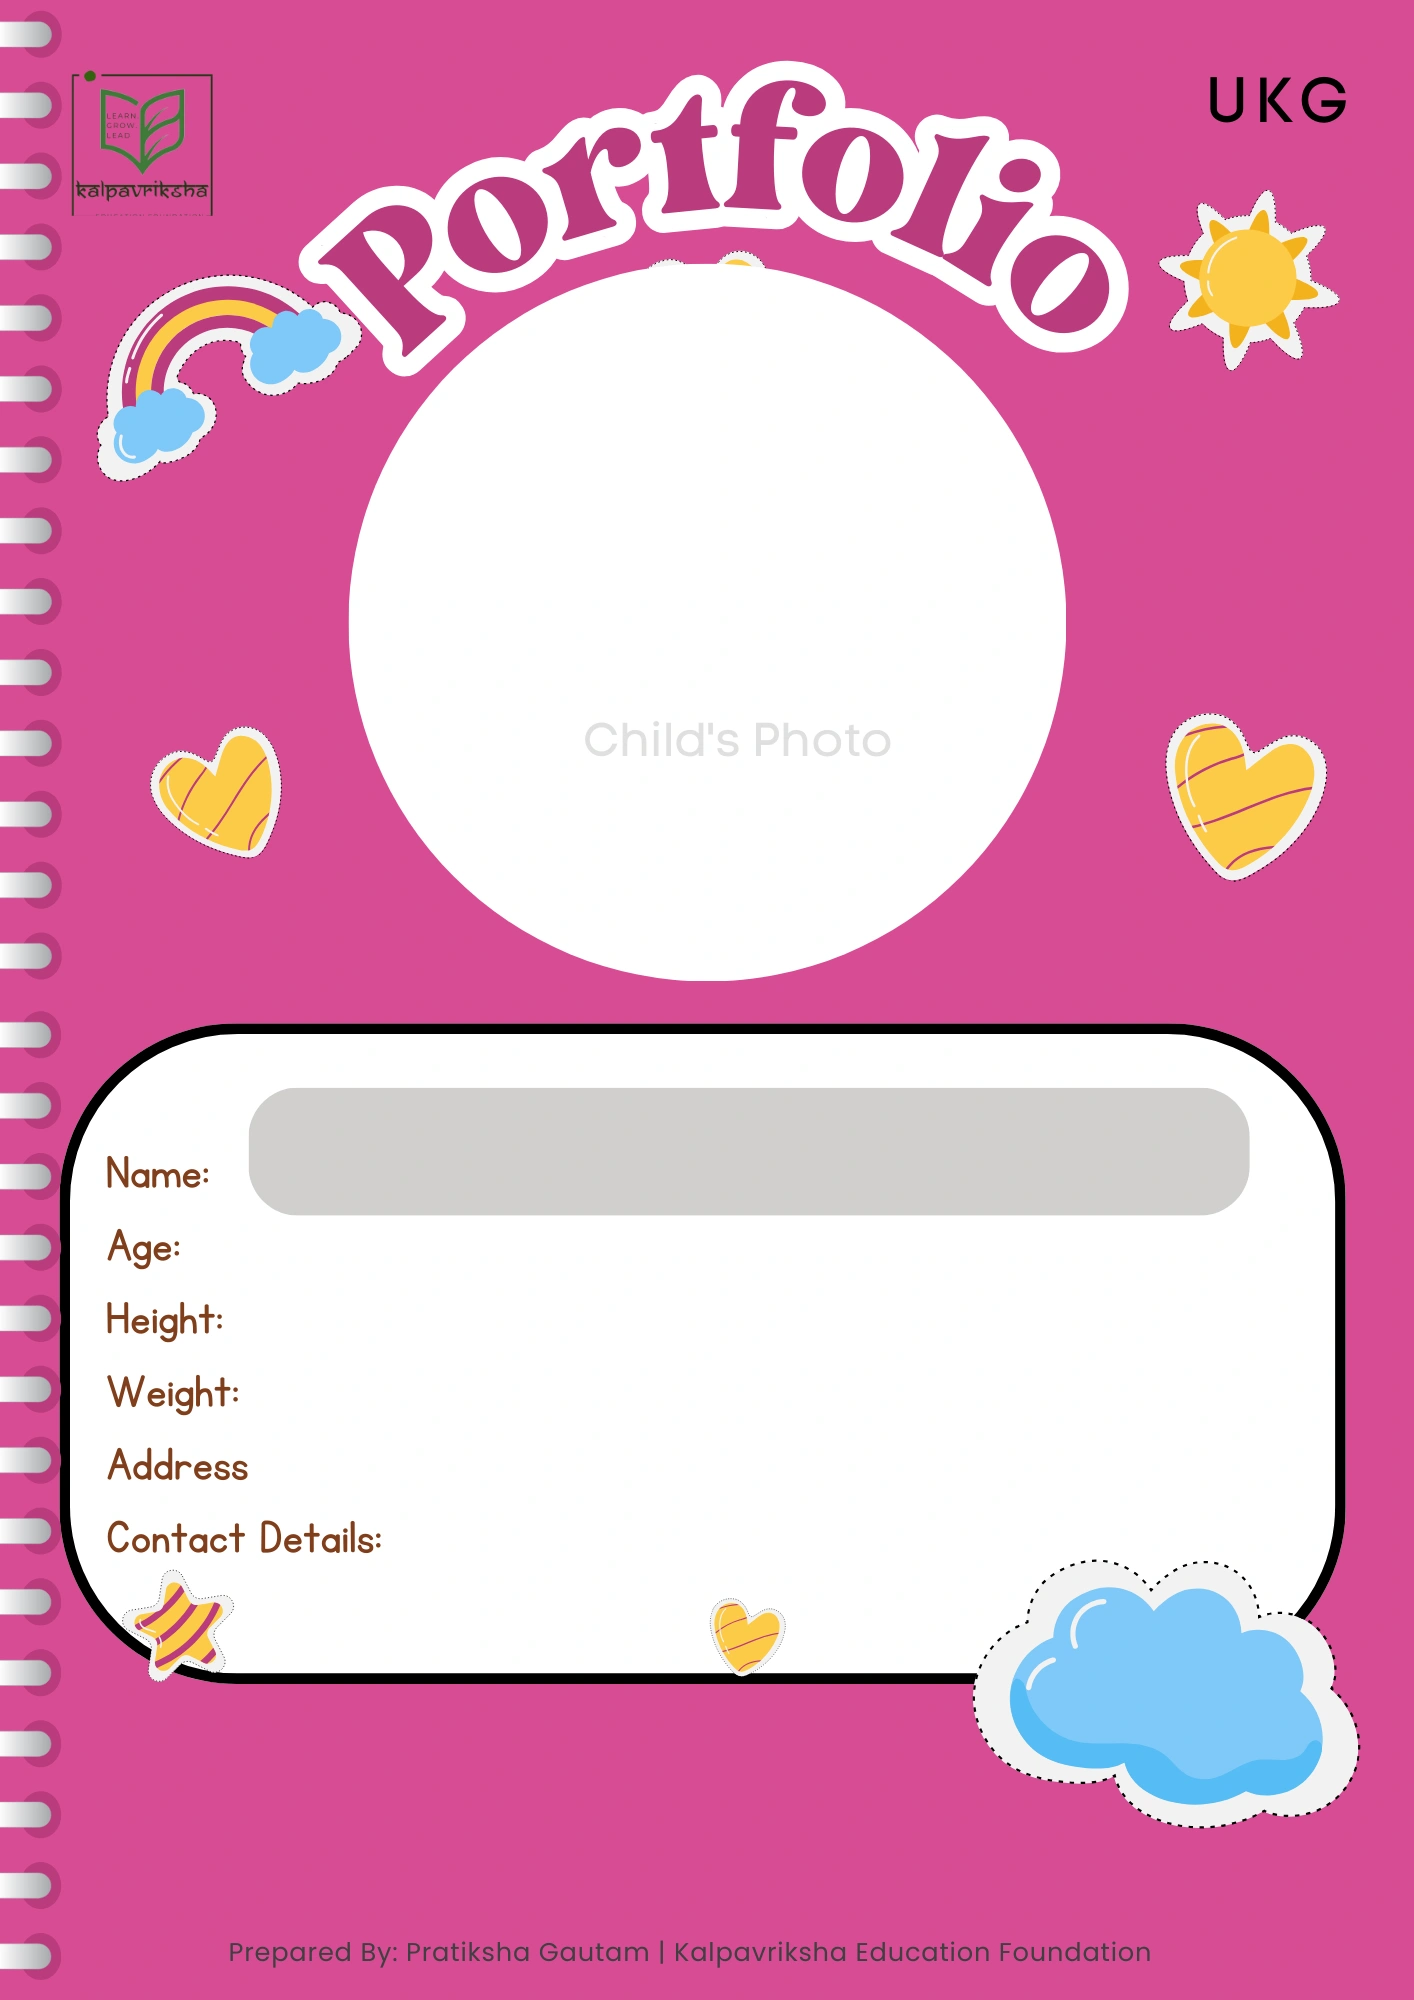 UKG
LEARN
GROW
LEAD
kalpavriksha
Portfolio
Child's Photo
Name:
Age:
Height:
Weight:
Address
Contact Details:
Prepared By: Pratiksha Gautam | Kalpavriksha Education Foundation